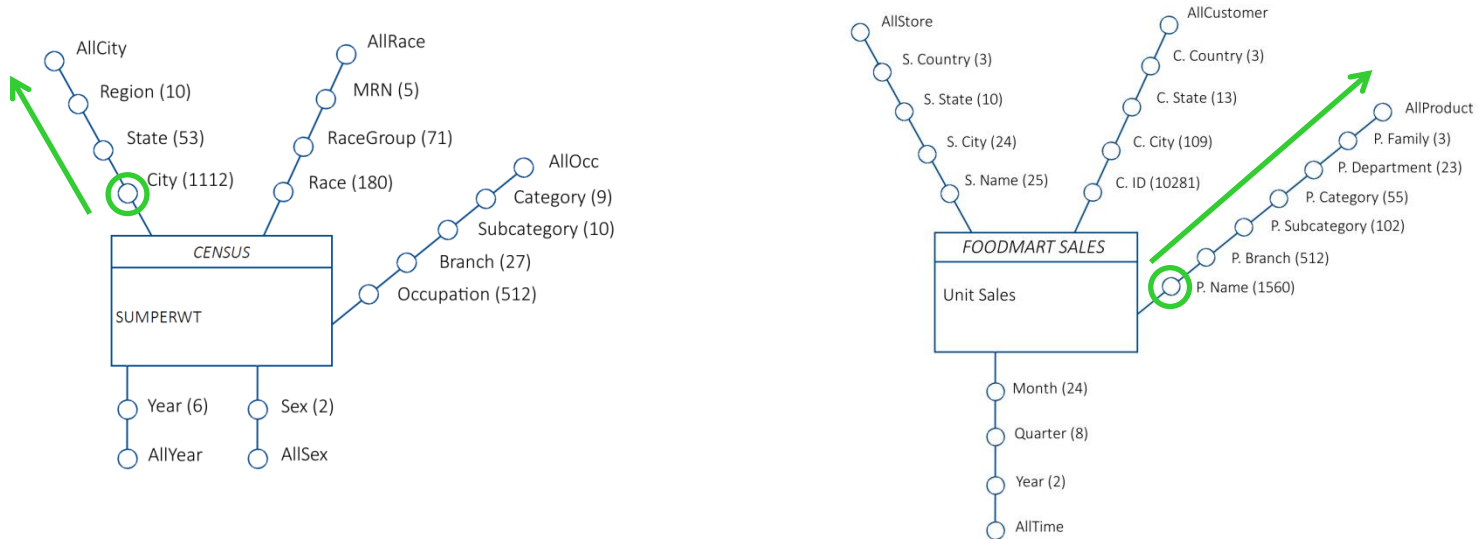 AllCity
Region (10)
State (53)
City (1112)
AllRace
MRN (5)
RaceGroup (71)
Race (180)
AllOcc
Category (9)
Subcategory (10)
Branch (27)
Occupation (512)
CENSUS
SUMPERWT
Year (6)
AllYear
Sex (2)
AllSex
AllStore
S. Country (3)
S. State (10)
S. City (24)
S. Name (25)
AllCustomer
C. Country (3)
C. State (13)
C. City (109)
C. ID (10281)
AllProduct
P. Family (3)
P. Department (23)
P. Category (55)
P. Subcategory (102)
P. Branch (512)
P. Name (1560)
FOODMART SALES
Unit Sales
Month (24)
Quarter (8)
Year (2)
AllTime